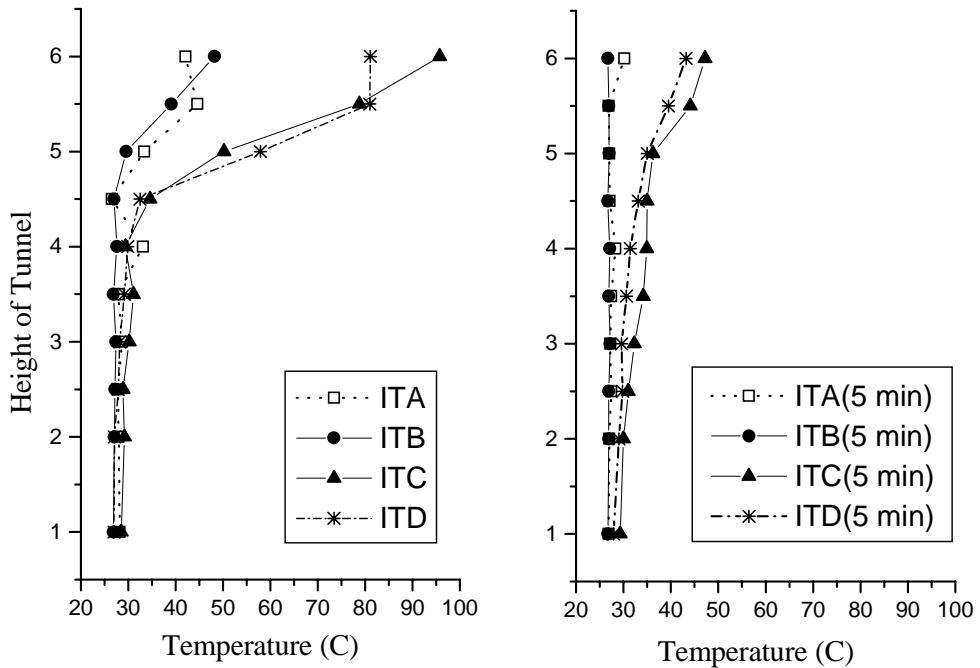 Height of Tunnel
6
5
4
3
2
1
20 30 40 50 60 70 80 90 100
Temperature (C)
ITA
ITB
ITC
ITD
6
5
4
3
2
1
20 30 40 50 60 70 80 90 100
Temperature (C)
ITA(5 min)
ITB(5 min)
ITC(5 min)
ITD(5 min)